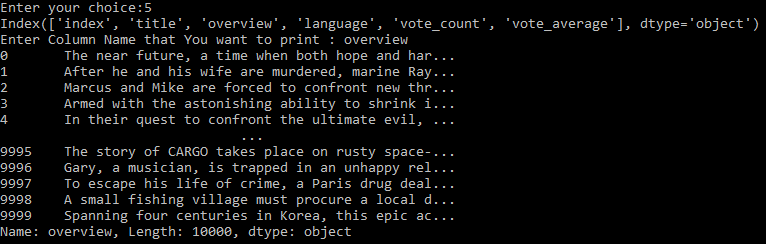 Enter your choice:5
Index(['index', 'title', 'overview', 'language', 'vote_count', 'vote_average'], dtype='object')
Enter Column Name that You want to print : overview
0       The near future, a time when both hope and har...
1       After he and his wife are murdered, marine Ray...
2       Marcus and Mike are forced to confront new thr...
3       Armed with the astonishing ability to shrink i...
4       In their quest to confront the ultimate evil, ...
                              ...
9995    The story of CARGO takes place on rusty space-...
9996    Gary, a musician, is trapped in an unhappy rel...
9997    To escape his life of crime, a Paris drug deal...
9998    A small fishing village must procure a local d...
9999    Spanning four centuries in Korea, this epic ac...
Name: overview, Length: 10000, dtype: object